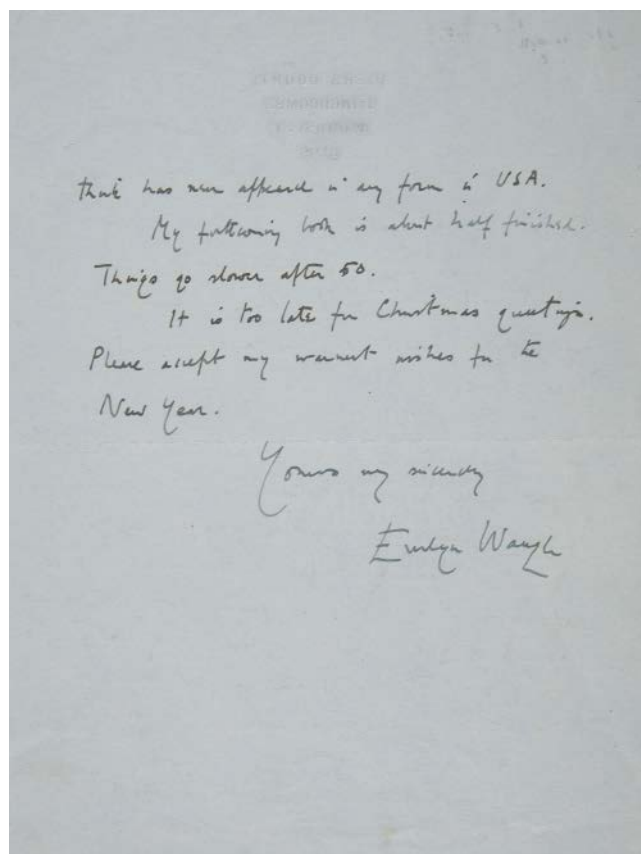 think has never appeared in any form in USA.
My forthcoming book is about half finished.
Things go slower after 50.
It is too late for Christmas greetings.
Please accept my warmest wishes for the
New Year.
Yours very sincerely
Evelyn Waugh